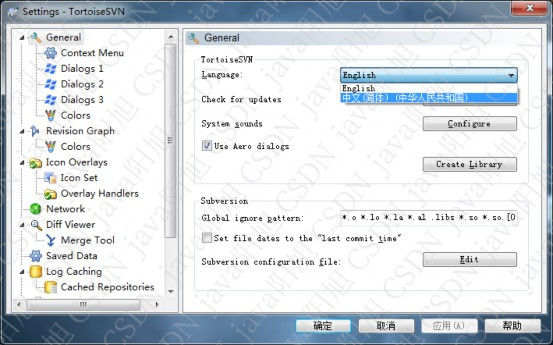 Settings - TortoiseSVN
General
Context Menu
Dialogs 1
Dialogs 2
Dialogs 3
Colors
Revision Graph
Colors
Icon Overlays
Icon Set
Overlay Handlers
Network
Diff Viewer
Merge Tool
Saved Data
Log Caching
Cached Repositories
General
TortoiseSVN
Language:
English
English
中文(简体) (中华人民共和国)
Check for updates
System sounds
Configure
Use Aero dialogs
Create Library
Subversion
Global ignore pattern:
*.o *.lo *.la *.al .libs *.so *.so.[0
Set file dates to the "last commit time"
Subversion configuration file:
Edit
确定
取消
应用(A)
帮助